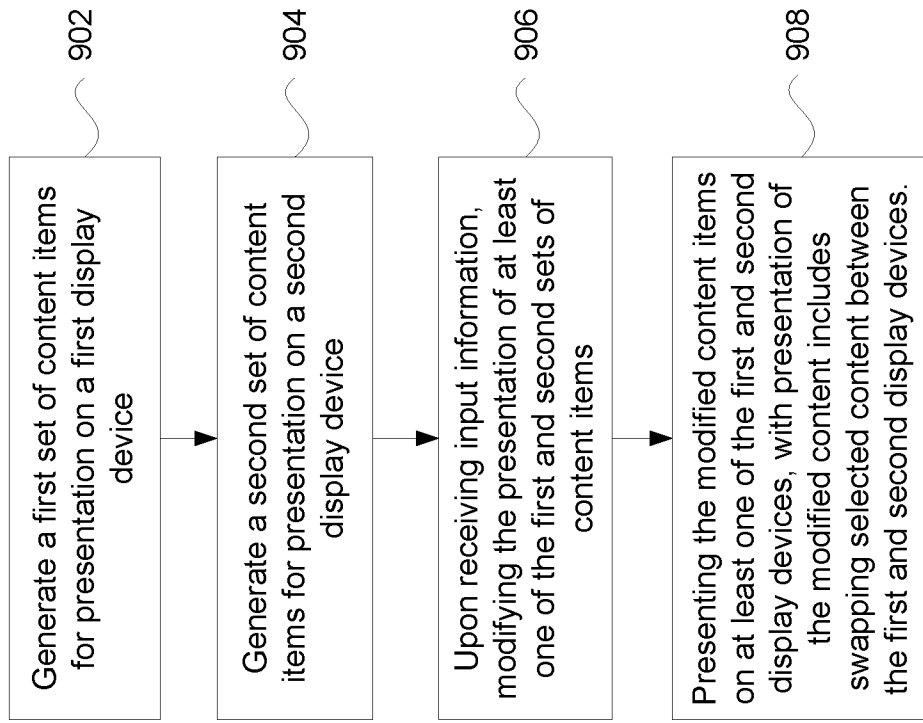 Generate a first set of content items
for presentation on a first display
device
902
Generate a second set of content
items for presentation on a second
display device
904
Upon receiving input information,
modifying the presentation of at least
one of the first and second sets of
content items
906
Presenting the modified content items
on at least one of the first and second
display devices, with presentation of
the modified content includes
swapping selected content between
the first and second display devices.
908